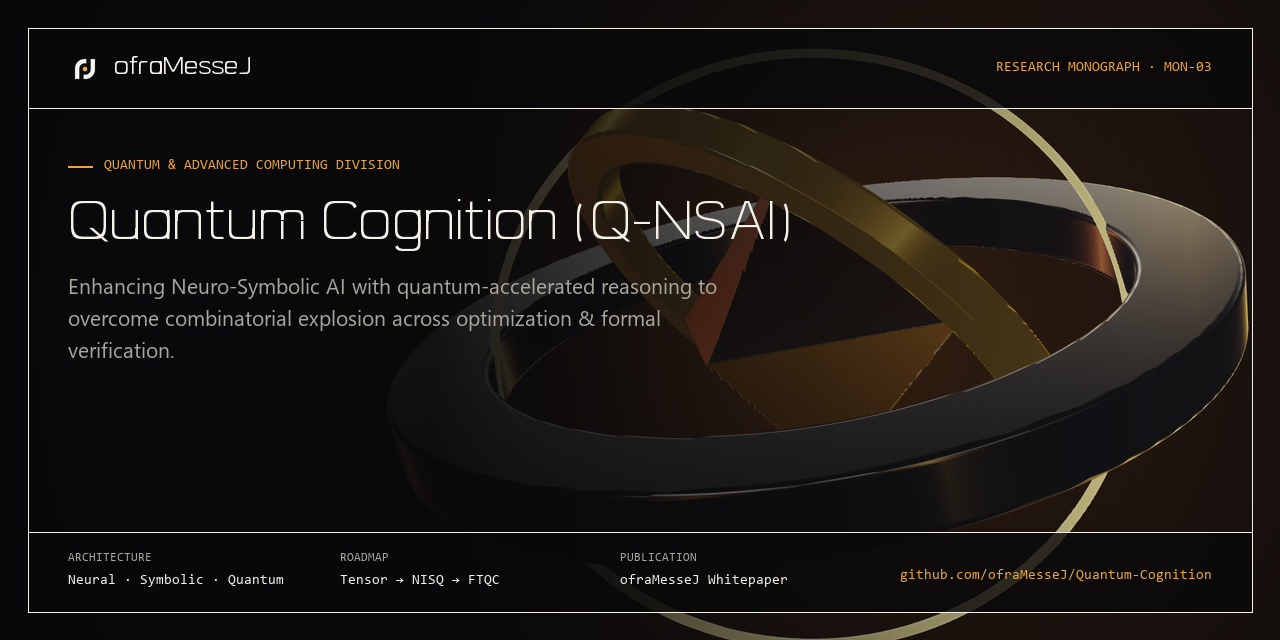 ofraMesseJ
RESEARCH MONOGRAPH · MON-03
QUANTUM & ADVANCED COMPUTING DIVISION
Quantum Cognition (Q-NSAI)
Enhancing Neuro-Symbolic AI with quantum-accelerated reasoning to
overcome combinatorial explosion across optimization & formal
verification.
ARCHITECTURE
Neural · Symbolic · Quantum
ROADMAP
Tensor → NISQ → FTQC
PUBLICATION
ofraMesseJ Whitepaper
github.com/ofraMesseJ/Quantum-Cognition